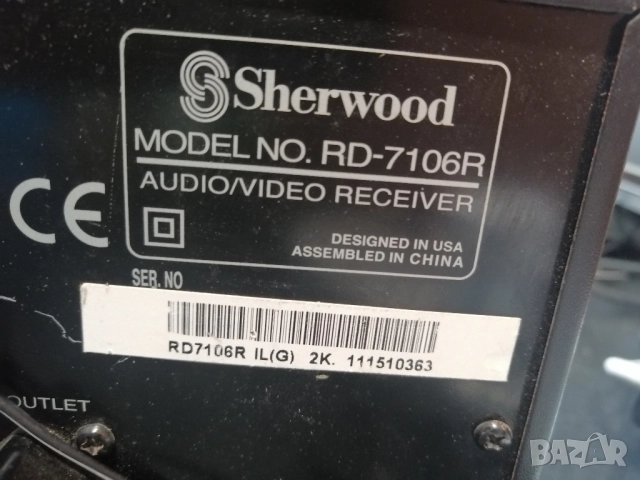 Sherwood
MODEL NO. RD-7106R
AUDIO/VIDEO RECEIVER
CE
DESIGNED IN USA
ASSEMBLED IN CHINA
SER. NO
RD7106R IL(G) 2K. 111510363
OUTLET
BAZAR